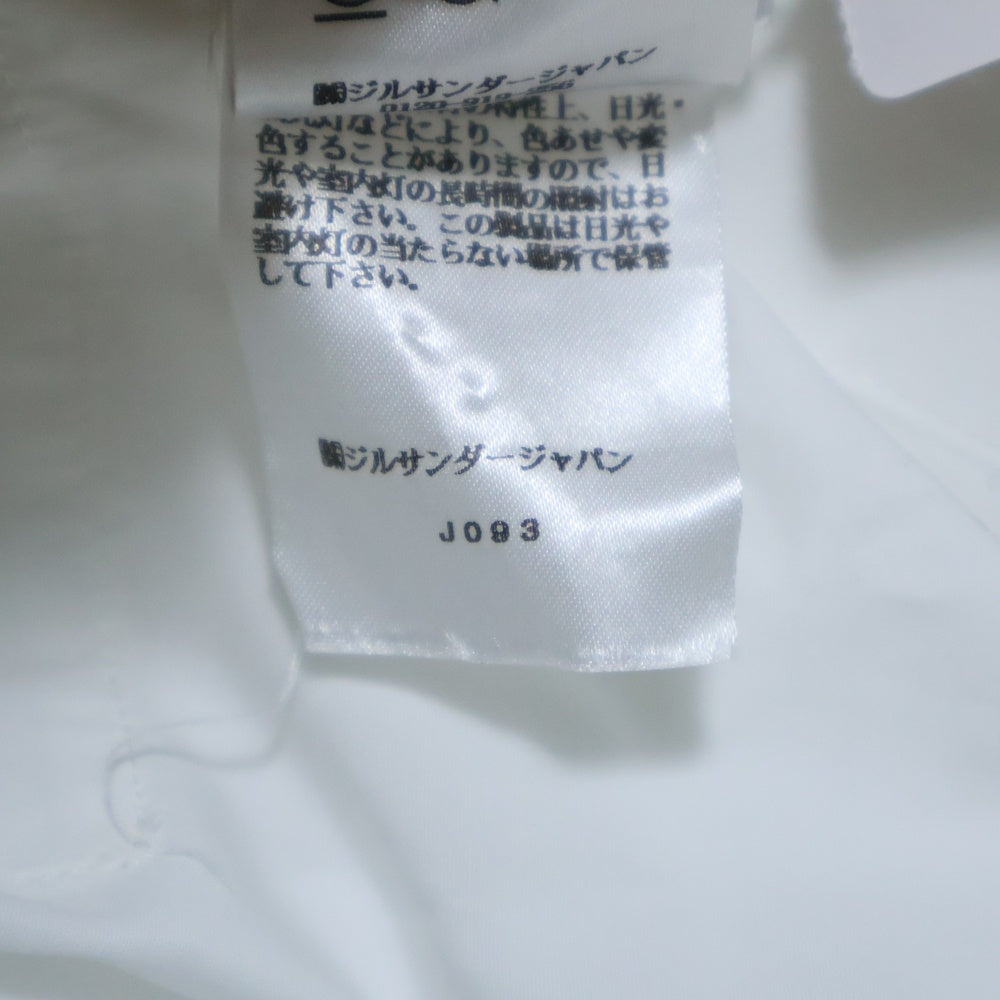 ㈱ジルサンダージャパン
の特性上、日光・
灯などにより、色あせや変
色することがありますので、日
光や室内灯の長時間の照射はお
避け下さい。この製品は日光や
室内灯の当たらない場所で保管
して下さい。
㈱ジルサンダージャパン
J093